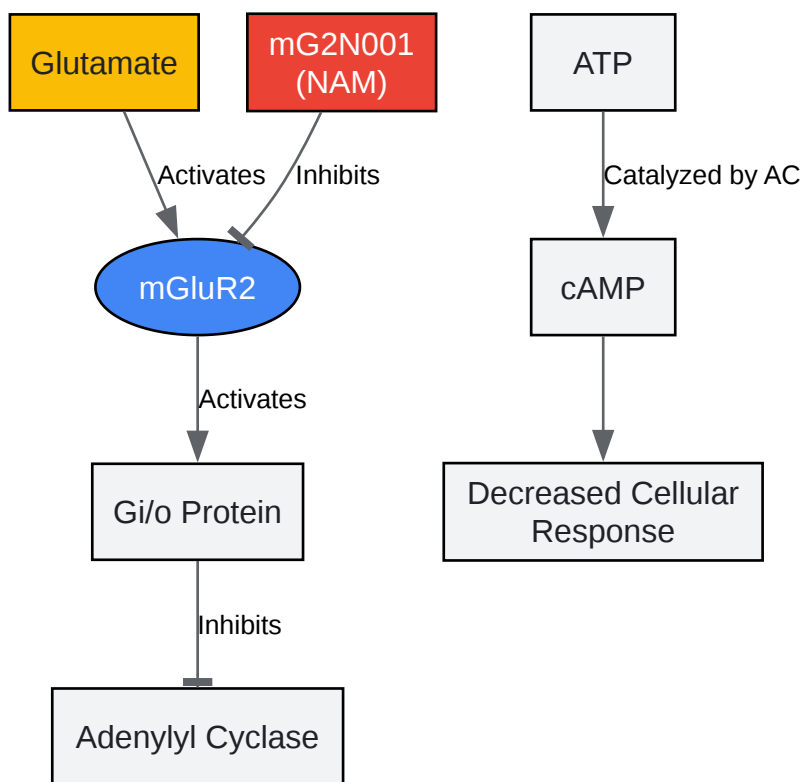 Glutamate
mG2N001
(NAM)
ATP
Activates
Inhibits
Catalyzed by AC
mGluR2
cAMP
Activates
Gi/o Protein
Decreased Cellular
Response
Inhibits
Adenylyl Cyclase